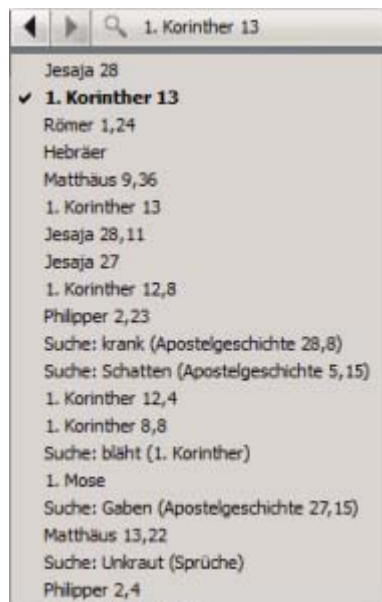 1. Korinther 13
Jesaja 28
1. Korinther 13
Römer 1,24
Hebräer
Matthäus 9,36
1. Korinther 13
Jesaja 28,11
Jesaja 27
1. Korinther 12,8
Philipper 2,23
Suche: krank (Apostelgeschichte 28,8)
Suche: Schatten (Apostelgeschichte 5,15)
1. Korinther 12,4
1. Korinther 8,8
Suche: bläht (1. Korinther)
1. Mose
Suche: Gaben (Apostelgeschichte 27,15)
Matthäus 13,22
Suche: Unkraut (Sprüche)
Philipper 2,4